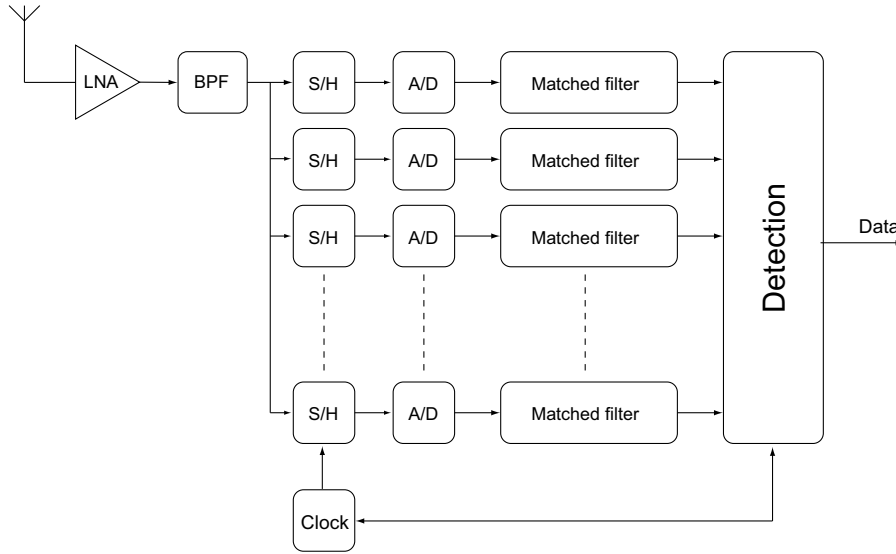 LNA
BPF
S/H
A/D
Matched filter
S/H
A/D
Matched filter
S/H
A/D
Matched filter
S/H
A/D
Matched filter
Detection
Data
Clock